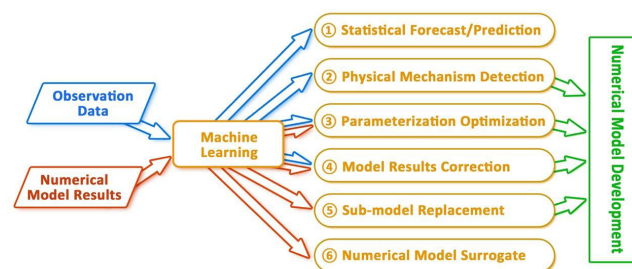 ① Statistical Forecast/Prediction
② Physical Mechanism Detection
Observation
Data
③ Parameterization Optimization
Machine
Learning
④ Model Results Correction
Numerical
Model Results
⑤ Sub-model Replacement
⑥ Numerical Model Surrogate
Numerical Model Development